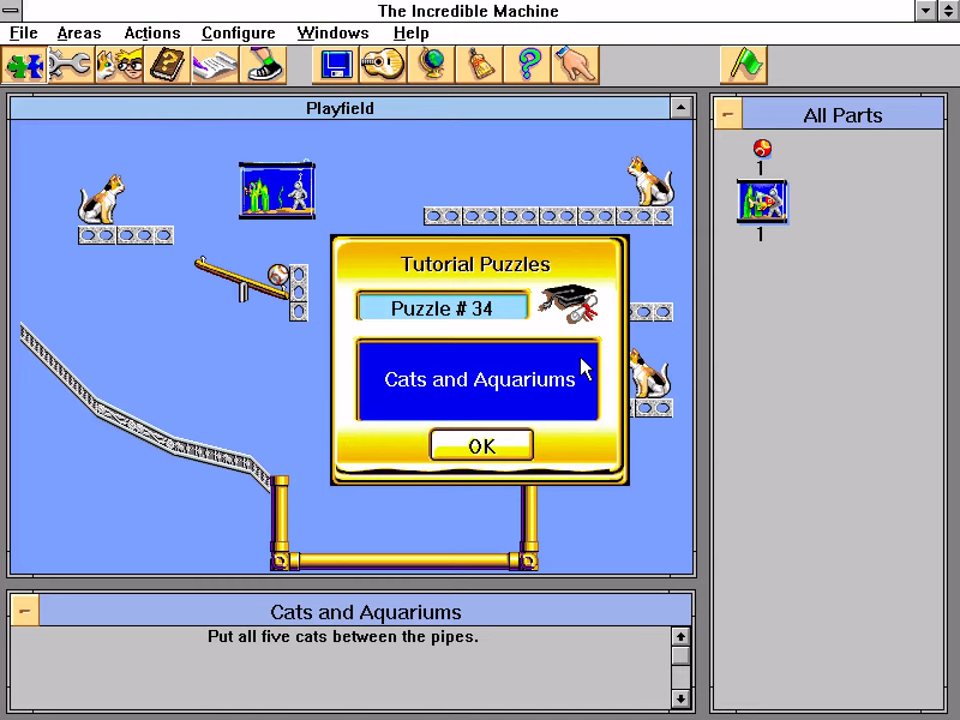 The Incredible Machine
File Areas Actions Configure Windows Help
Playfield
All Parts
1
1
Tutorial Puzzles
Puzzle # 34
Cats and Aquariums
OK
Cats and Aquariums
Put all five cats between the pipes.